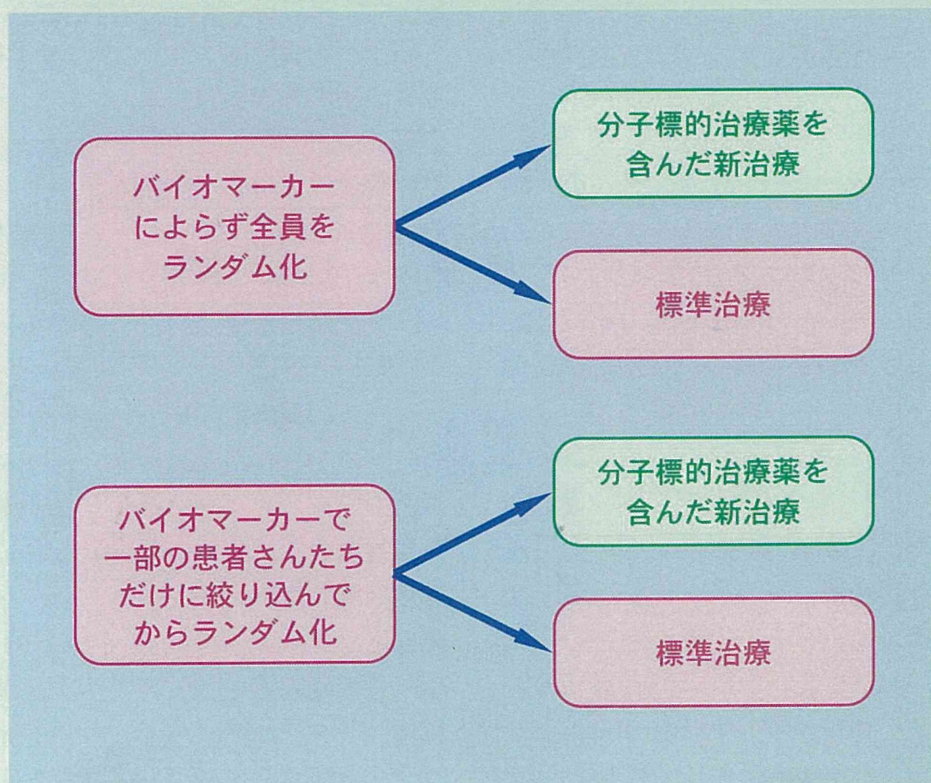 バイオマーカー
によらず全員を
ランダム化
分子標的治療薬を
含んだ新治療
標準治療
バイオマーカーで
一部の患者さんたち
だけに絞り込んで
からランダム化
分子標的治療薬を
含んだ新治療
標準治療